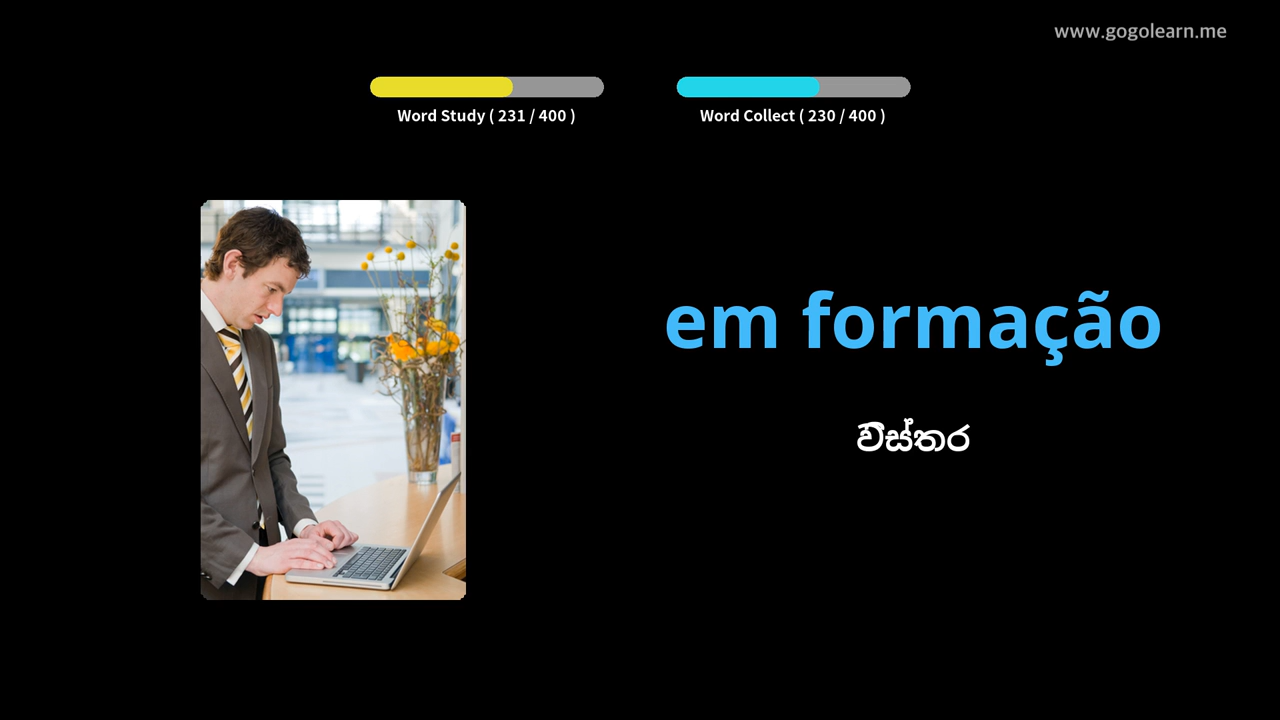 www.gogolearn.me
Word Study ( 231 / 400 )
Word Collect ( 230 / 400 )
em formação
විස්තර